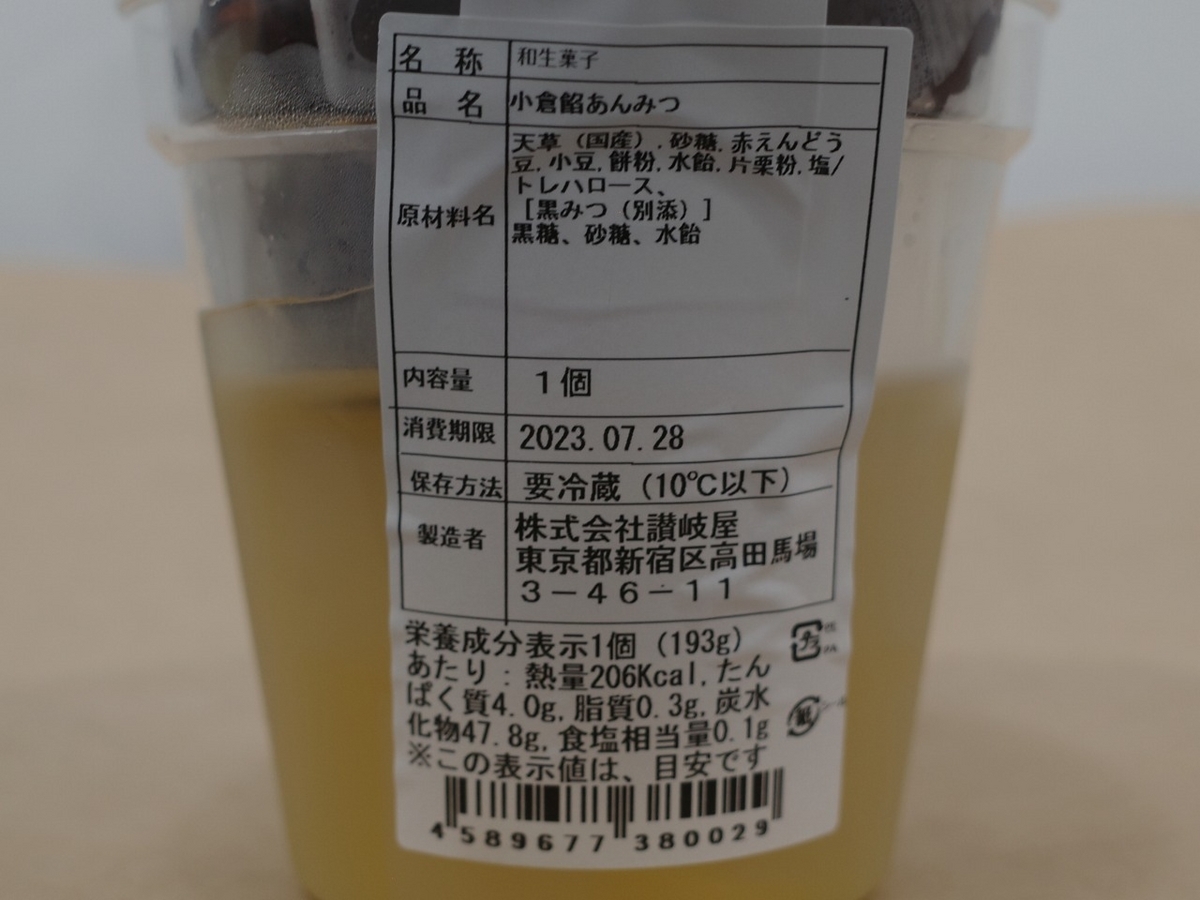 名 称 和生菓子
品 名 小倉餡あんみつ
原材料名
天草（国産）,砂糖,赤えんどう
豆,小豆,餅粉,水飴,片栗粉,塩/
トレハロース、
［黒みつ（別添）］
黒糖、砂糖、水飴
内容量 1個
消費期限 2023.07.28
保存方法 要冷蔵（10℃以下）
製造者 株式会社讃岐屋
東京都新宿区高田馬場
3－46－11
栄養成分表示1個（193g）
あたり：熱量206Kcal,たん
ぱく質4.0g,脂質0.3g,炭水
化物47.8g,食塩相当量0.1g
※この表示値は、目安です
プラ
紙
4 589677 380029